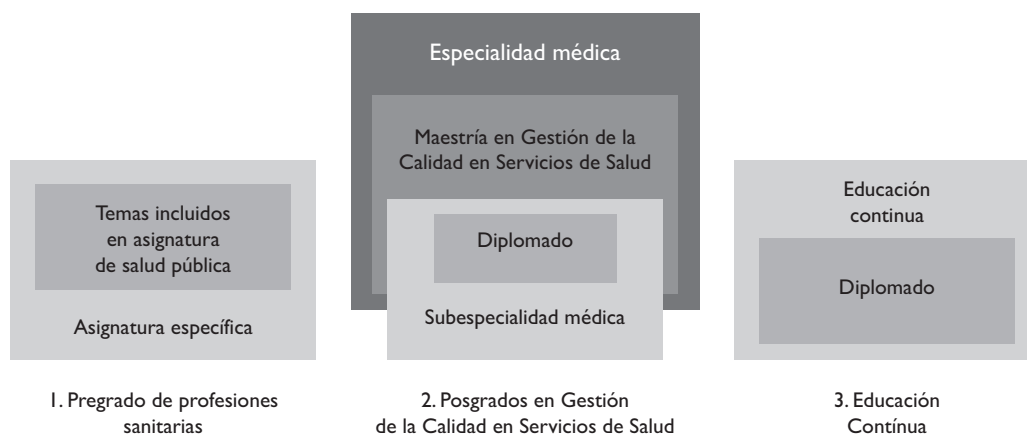 Temas incluidos
en asignatura
de salud pública
Asignatura específica
1. Pregrado de profesiones
sanitarias
Especialidad médica
Maestría en Gestión de la
Calidad en Servicios de Salud
Diplomado
Subespecialidad médica
2. Posgrados en Gestión
de la Calidad en Servicios de Salud
Educación
continua
Diplomado
3. Educación
Contínua